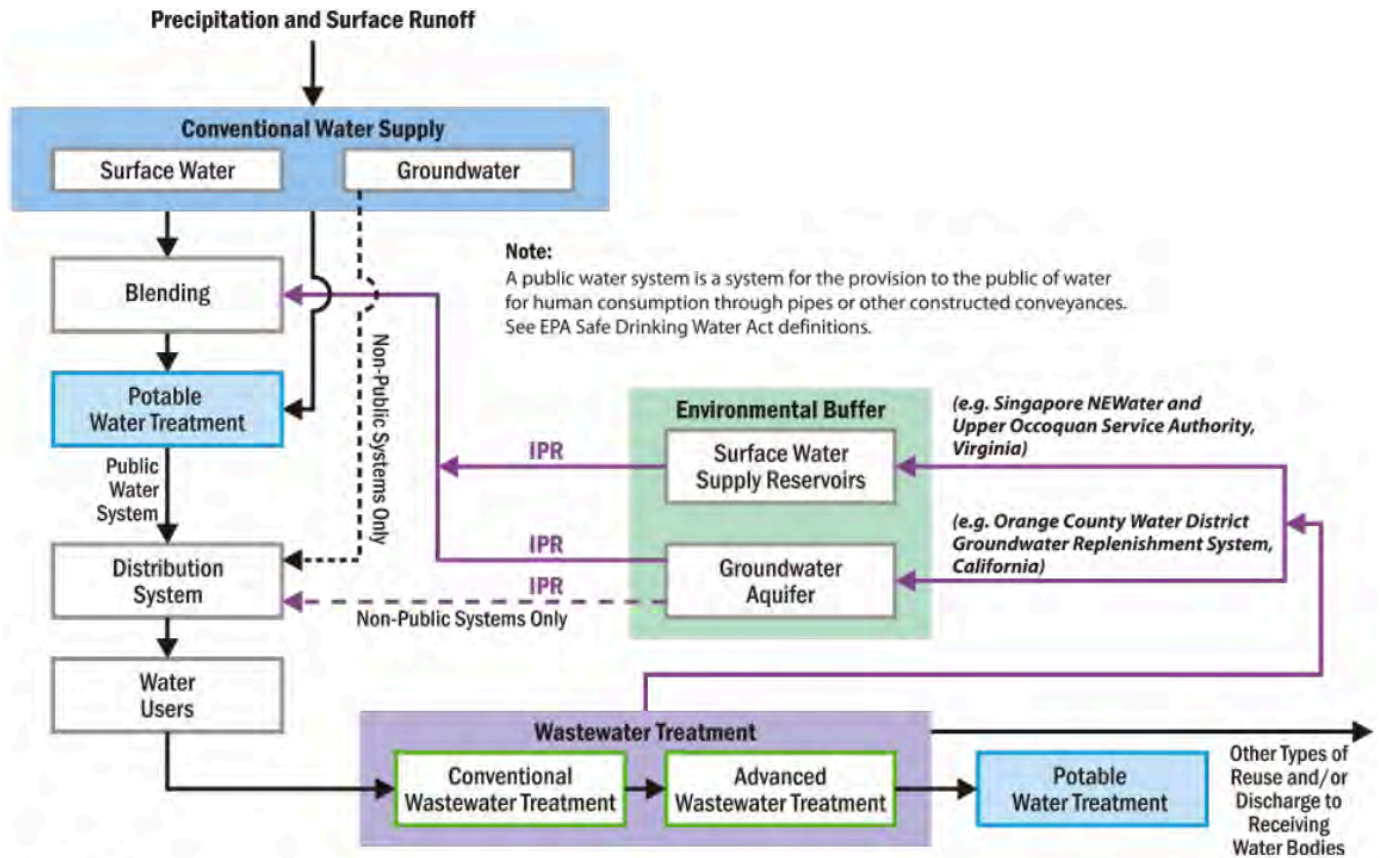 Precipitation and Surface Runoff
Conventional Water Supply
Surface Water
Groundwater
Note:
A public water system is a system for the provision to the public of water
for human consumption through pipes or other constructed conveyances.
See EPA Safe Drinking Water Act definitions.
Blending
Non-Public Systems Only
Potable
Water Treatment
Public
Water
System
Environmental Buffer
(e.g. Singapore NEWater and
Upper Occoquan Service Authority,
Virginia)
IPR
Surface Water
Supply Reservoirs
(e.g. Orange County Water District
Groundwater Replenishment System,
California)
IPR
Groundwater
Aquifer
Distribution
System
IPR
Non-Public Systems Only
Water
Users
Wastewater Treatment
Conventional
Wastewater Treatment
Advanced
Wastewater Treatment
Potable
Water Treatment
Other Types of
Reuse and/or
Discharge to
Receiving
Water Bodies